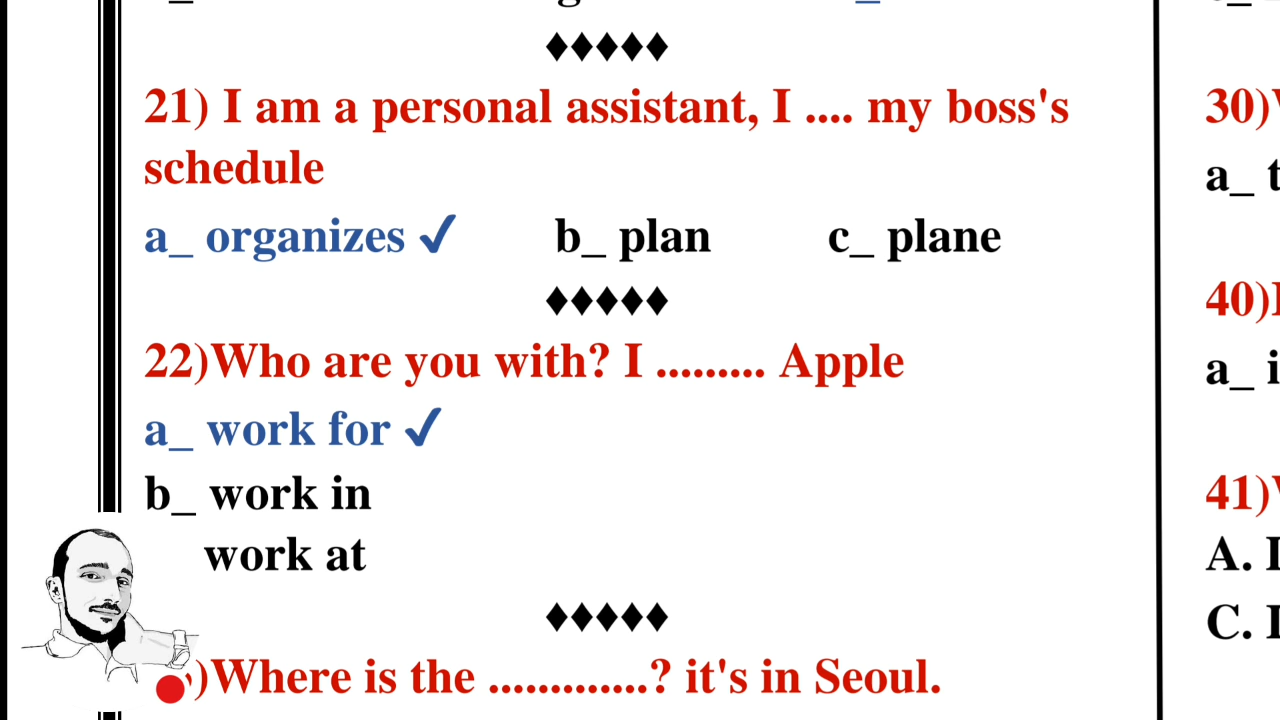 ♦♦♦♦♦
21) I am a personal assistant, I .... my boss's
schedule
a_ organizes ✓ b_ plan c_ plane
♦♦♦♦♦
22)Who are you with? I ......... Apple
a_ work for ✓
b_ work in
work at
♦♦♦♦♦
)Where is the .............? it's in Seoul.
30)
a_
40)
a_
41)
A.
C.